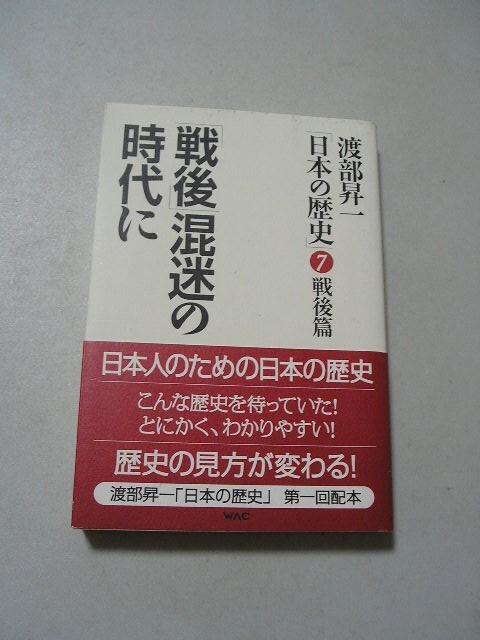 渡部昇一
「日本の歴史」7 戦後篇
「戦後」混迷の
時代に
日本人のための日本の歴史
こんな歴史を待っていた!
とにかく、わかりやすい!
歴史の見方が変わる!
渡部昇一「日本の歴史」 第一回配本
WAC